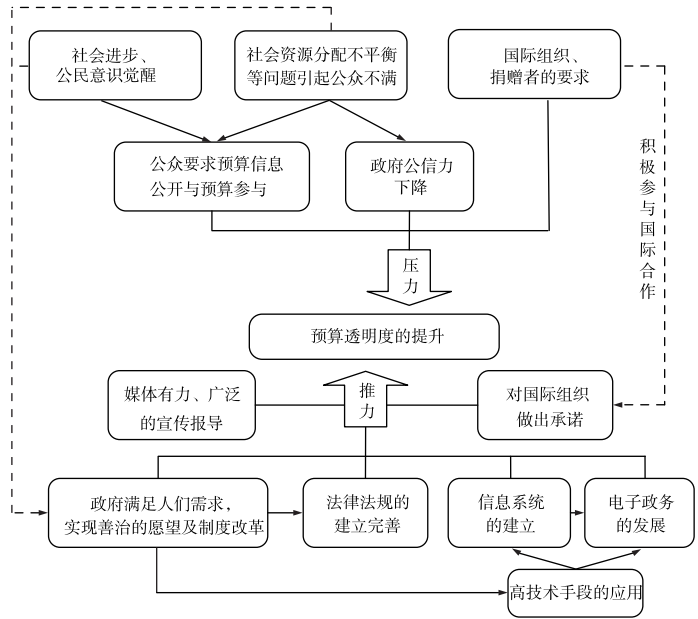 社会进步、
公民意识觉醒
社会资源分配不平衡
等问题引起公众不满
国际组织、
捐赠者的要求
公众要求预算信息
公开与预算参与
政府公信力
下降
积极参与国际合作
压力
预算透明度的提升
推力
媒体有力、广泛
的宣传报导
对国际组织
做出承诺
政府满足人们需求，
实现善治的愿望及制度改革
法律法规的
建立完善
信息系统
的建立
电子政务
的发展
高技术手段的应用